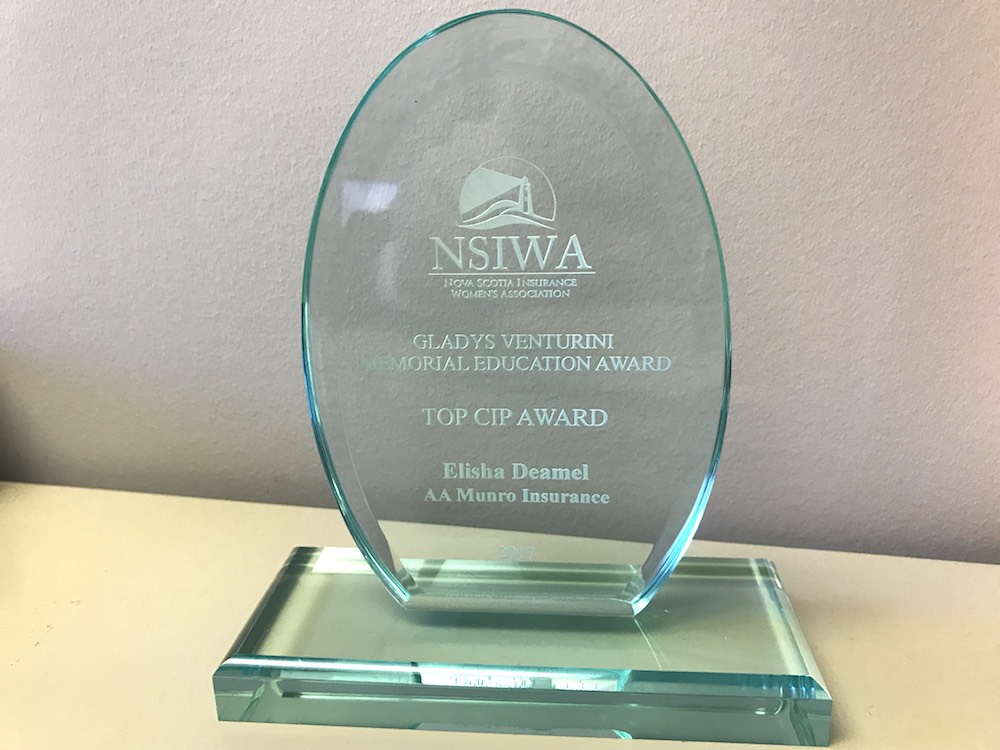 NSIWA
NOVA SCOTIA INSURANCE
WOMEN'S ASSOCIATION
GLADYS VENTURINI
MEMORIAL EDUCATION AWARD
TOP CIP AWARD
Elisha Deamel
AA Munro Insurance
2017